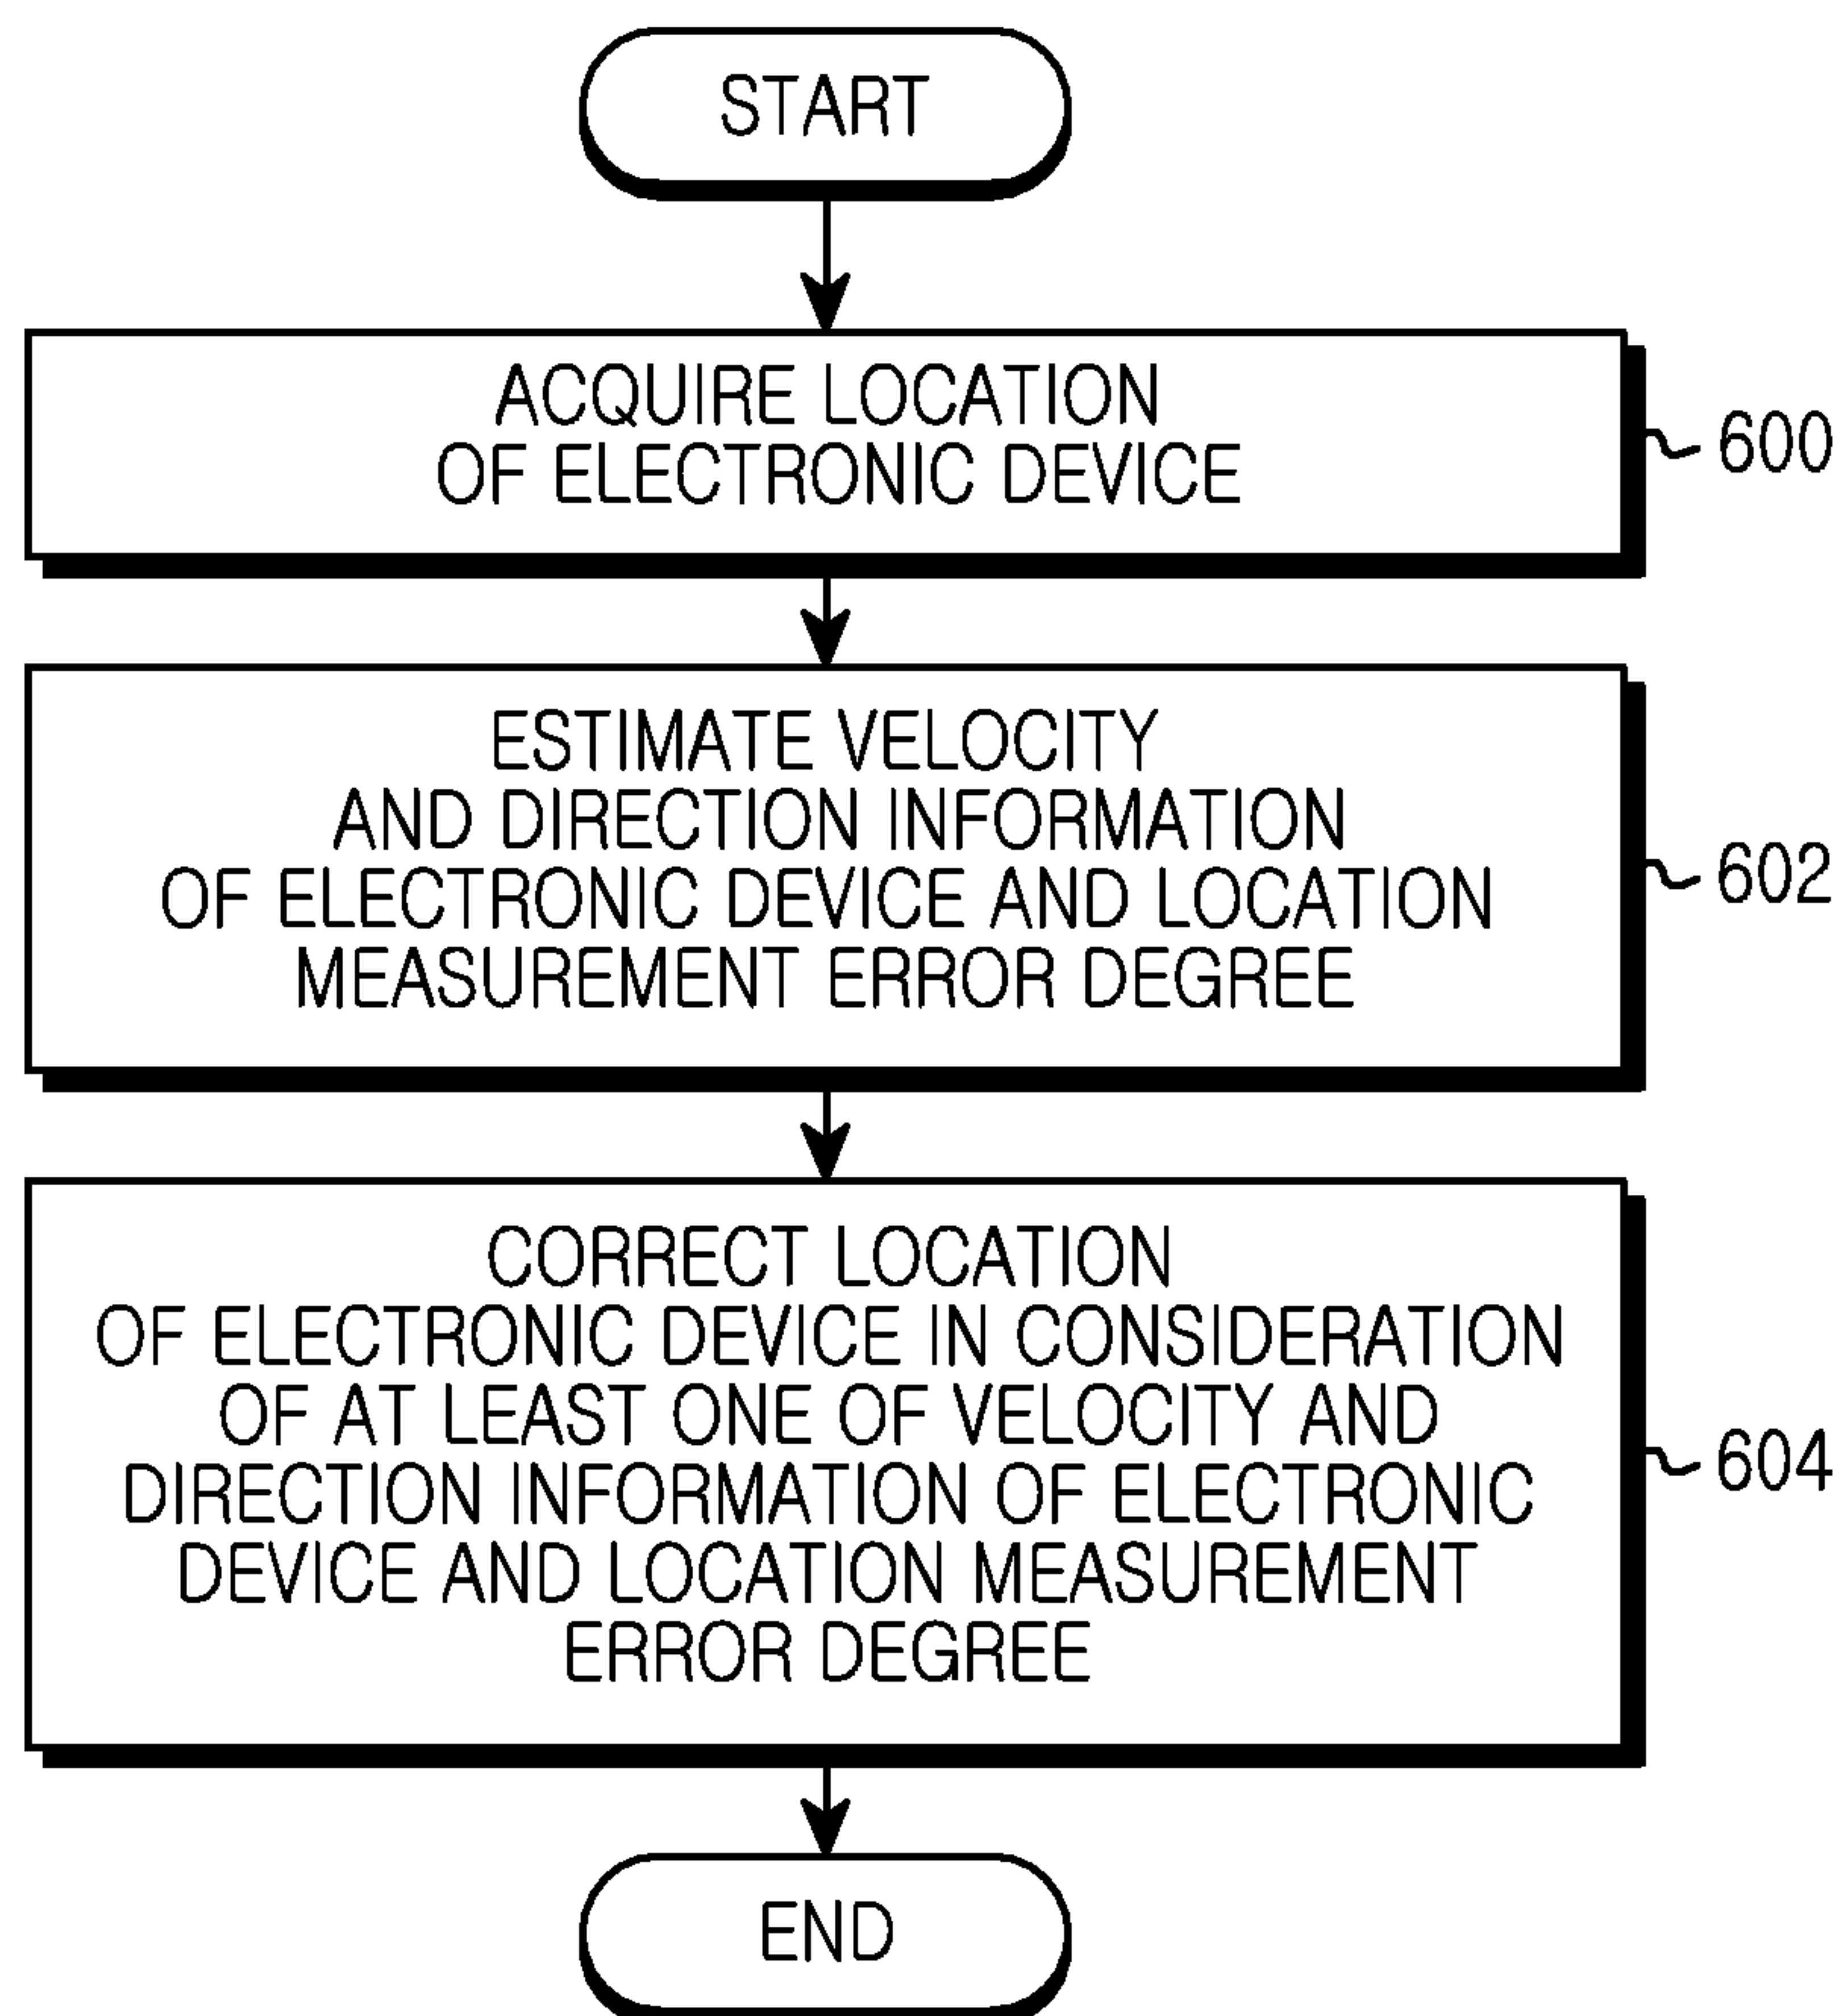 START
ACQUIRE LOCATION
OF ELECTRONIC DEVICE
600
ESTIMATE VELOCITY
AND DIRECTION INFORMATION
OF ELECTRONIC DEVICE AND LOCATION
MEASUREMENT ERROR DEGREE
602
CORRECT LOCATION
OF ELECTRONIC DEVICE IN CONSIDERATION
OF AT LEAST ONE OF VELOCITY AND
DIRECTION INFORMATION OF ELECTRONIC
DEVICE AND LOCATION MEASUREMENT
ERROR DEGREE
604
END